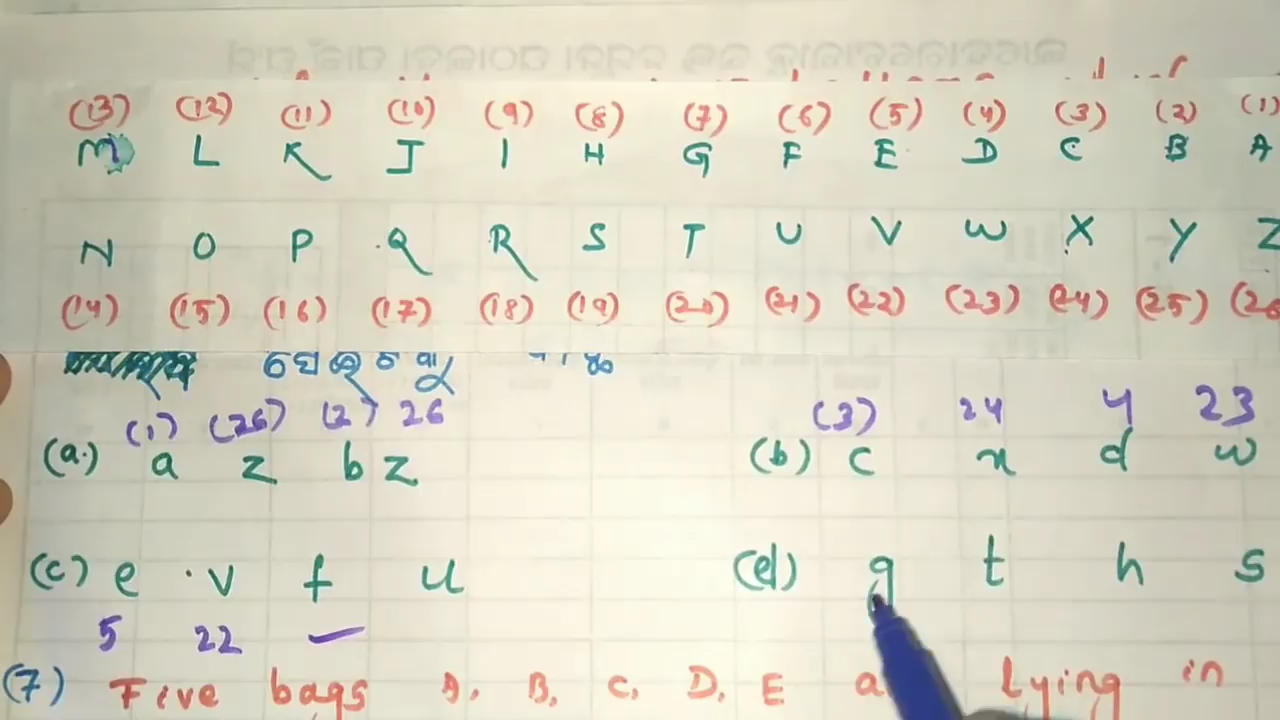 (13) (12) (11) (10) (9) (8) (7) (6) (5) (4) (3) (2) (1)
M L K J I H G F E D C B A
N O P Q R S T U V W X Y Z
(14) (15) (16) (17) (18) (19) (20) (21) (22) (23) (24) (25)
(1) (26) (2) 26 (3) 24 4 23
(a.) a z b z (b) c x d w
(c) e v f u (d) g t h s
5 22 —
(7) Five bags A, B, C, D, E lying in